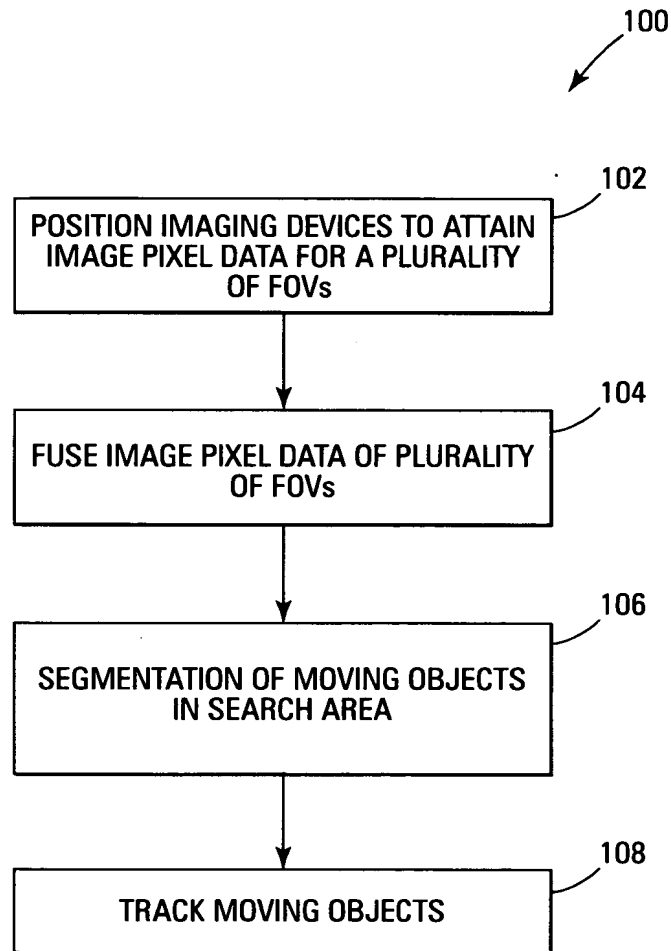 100
102
POSITION IMAGING DEVICES TO ATTAIN
IMAGE PIXEL DATA FOR A PLURALITY
OF FOVs
104
FUSE IMAGE PIXEL DATA OF PLURALITY
OF FOVs
106
SEGMENTATION OF MOVING OBJECTS
IN SEARCH AREA
108
TRACK MOVING OBJECTS